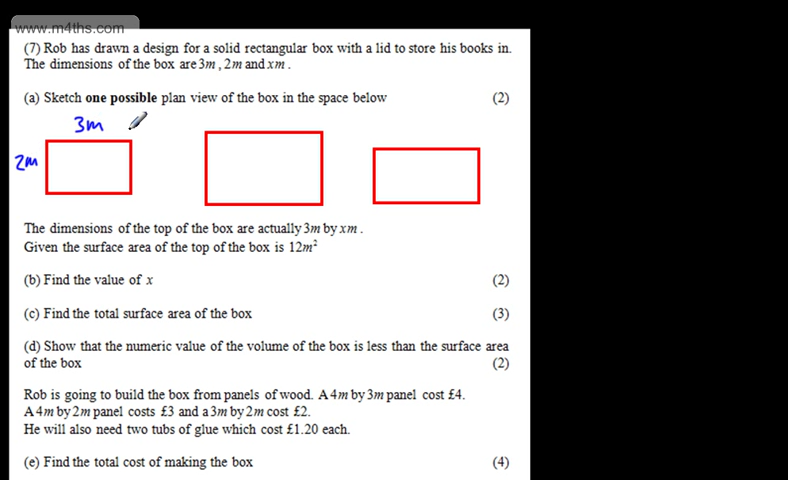 www.m4ths.com
(7) Rob has drawn a design for a solid rectangular box with a lid to store his books in.
The dimensions of the box are 3m , 2m and xm .
(a) Sketch one possible plan view of the box in the space below (2)
3m
2m
The dimensions of the top of the box are actually 3m by xm .
Given the surface area of the top of the box is 12m²
(b) Find the value of x (2)
(c) Find the total surface area of the box (3)
(d) Show that the numeric value of the volume of the box is less than the surface area
of the box (2)
Rob is going to build the box from panels of wood. A 4m by 3m panel cost £4.
A 4m by 2m panel costs £3 and a 3m by 2m cost £2.
He will also need two tubs of glue which cost £1.20 each.
(e) Find the total cost of making the box (4)